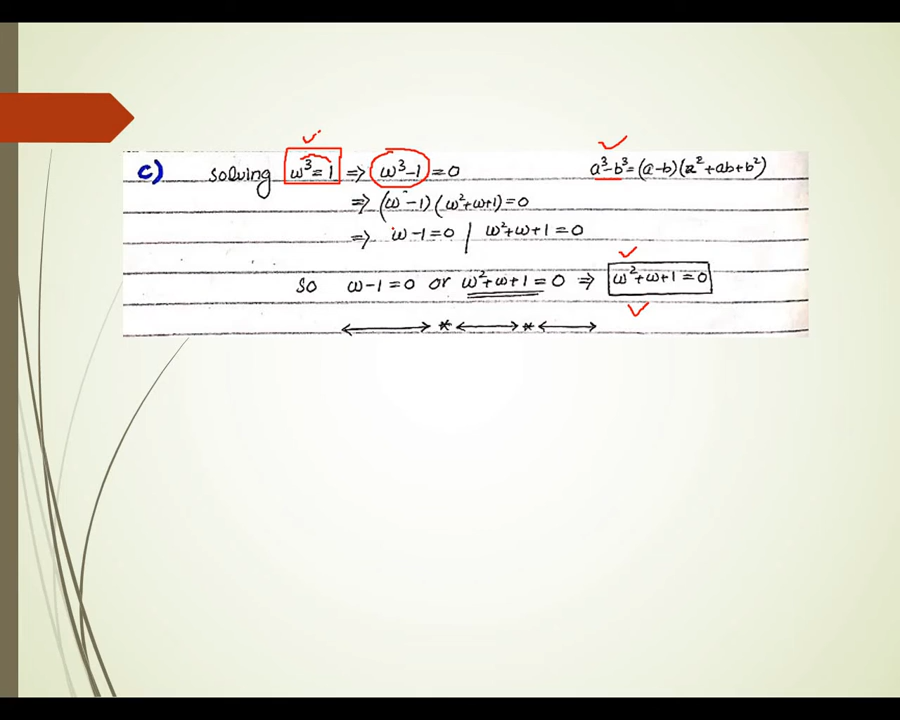 c) Solving ω³=1 ⇒ ω³-1=0 a³-b³=(a-b)(a²+ab+b²)
⇒ (ω-1)(ω²+ω+1)=0
⇒ ω-1=0 | ω²+ω+1=0
So ω-1=0 or ω²+ω+1=0 ⇒ ω²+ω+1=0